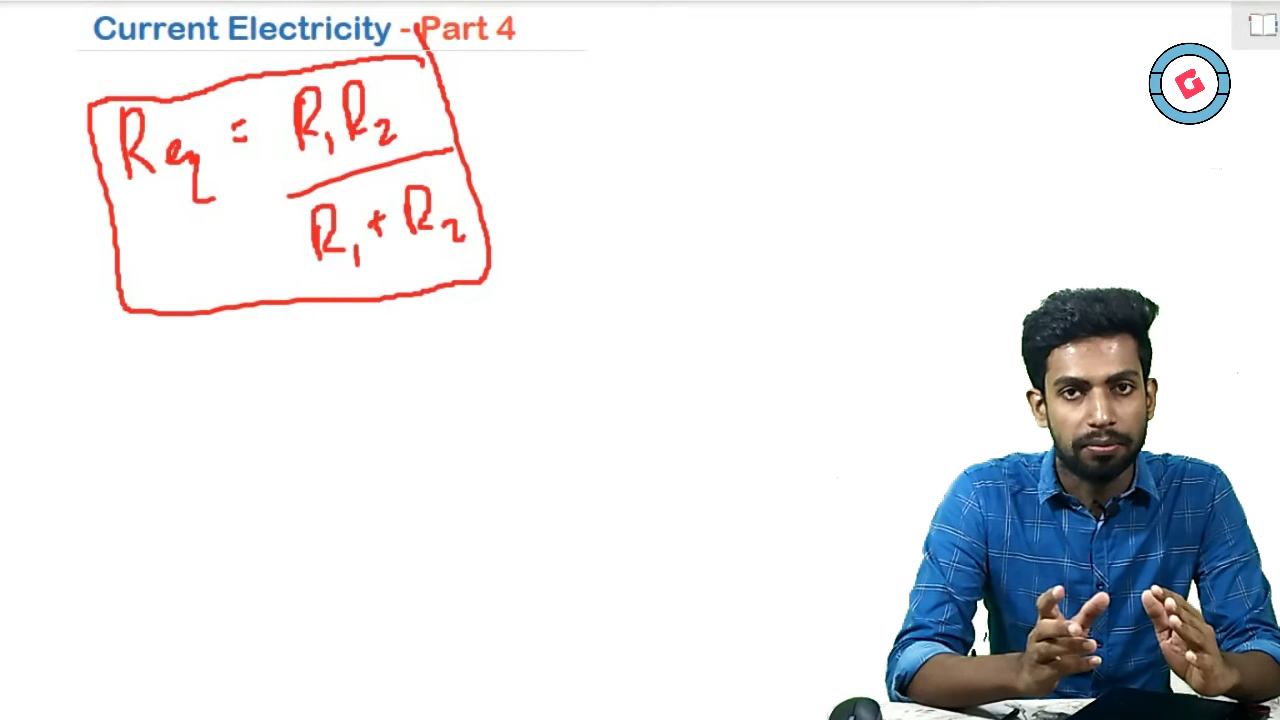 Current Electricity - Part 4
Req = R1R2
R1 + R2
G